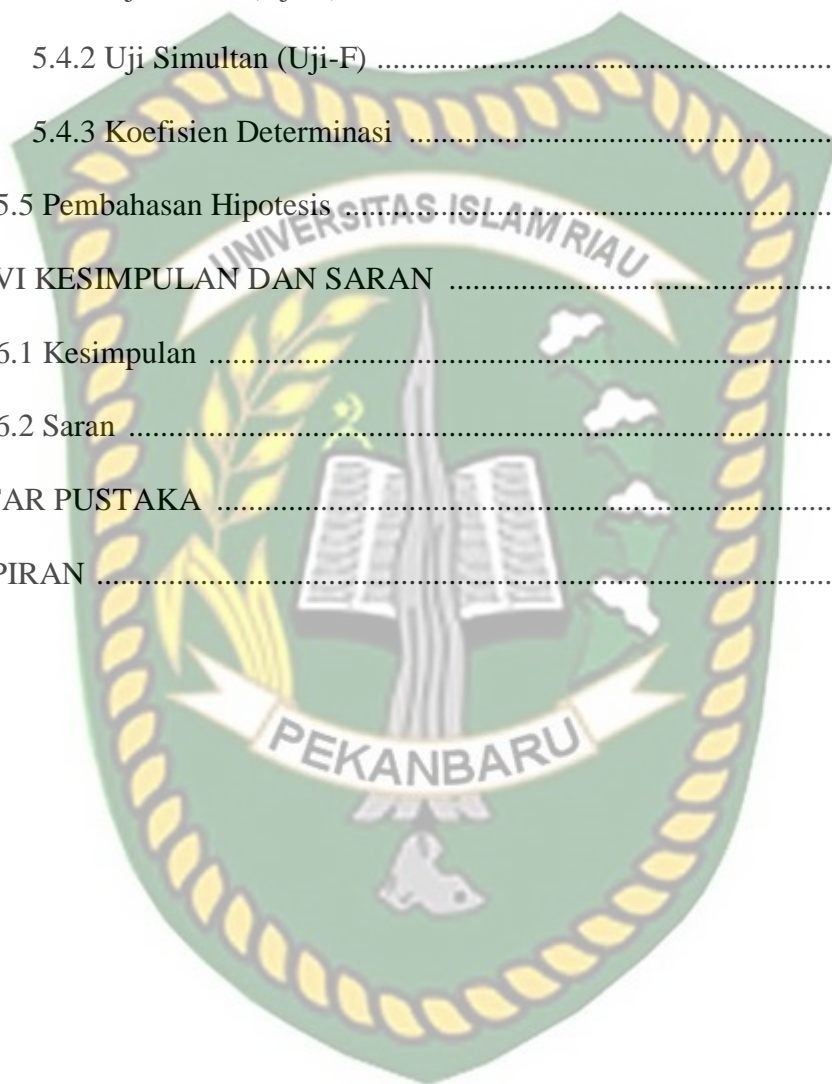 5.4.2 Uji Simultan (Uji-F) ........................................................
5.4.3 Koefisien Determinasi ....................................................
5.5 Pembahasan Hipotesis ............................................................
VI KESIMPULAN DAN SARAN ...............................................
6.1 Kesimpulan ..............................................................................
6.2 Saran ........................................................................................
AR PUSTAKA ..............................................................................
PIRAN ..............................................................................................
UNIVERSITAS ISLAM RIAU
PEKANBARU